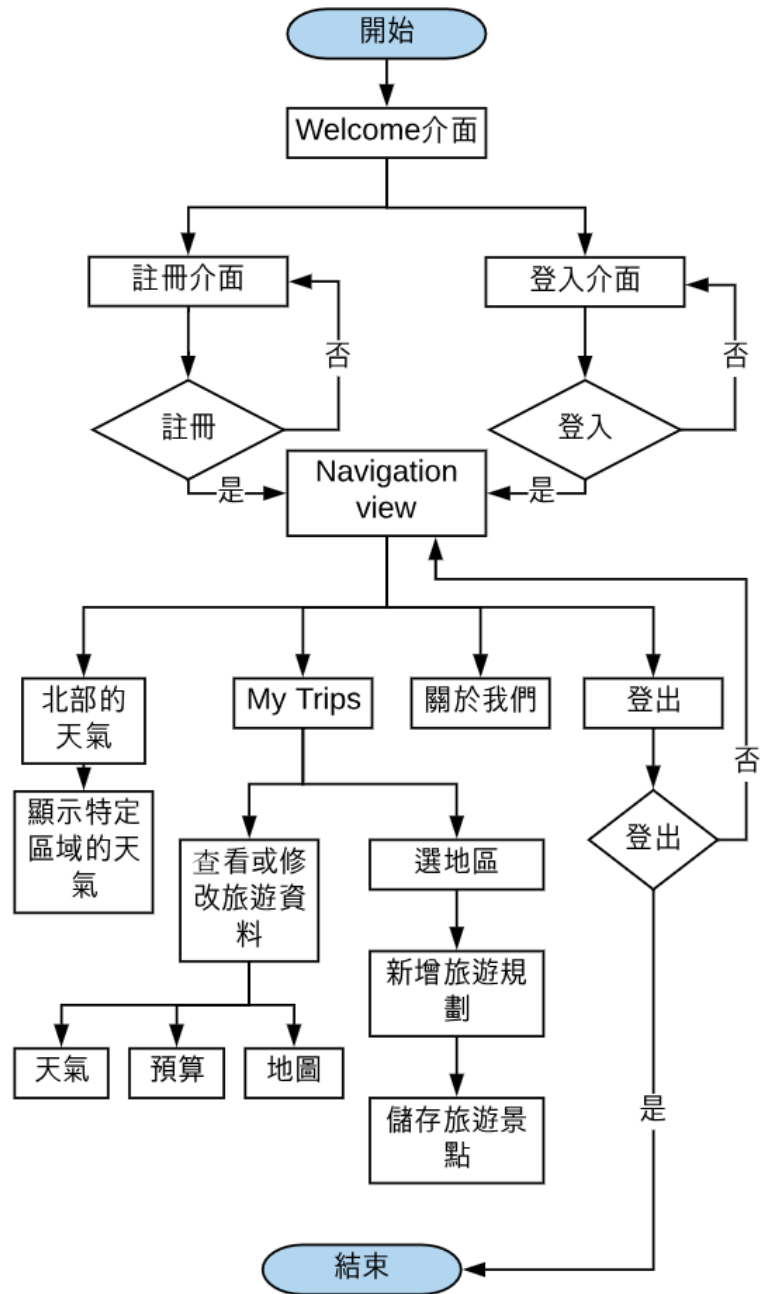 開始
Welcome介面
註冊介面
登入介面
否
否
註冊
登入
Navigation
view
是
是
北部的
天氣
My Trips
關於我們
登出
否
顯示特定
區域的天
氣
登出
查看或修
改旅遊資
料
選地區
新增旅遊規
劃
天氣
預算
地圖
儲存旅遊景
點
是
結束